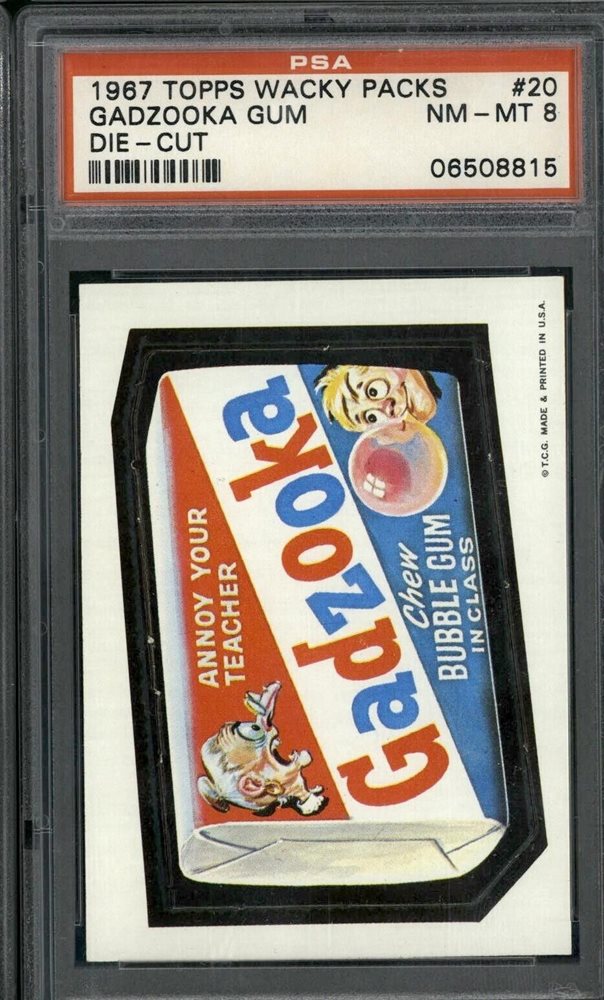 PSA
1967 TOPPS WACKY PACKS #20
GADZOOKA GUM NM - MT 8
DIE - CUT
06508815
© T.C.G. MADE & PRINTED IN U.S.A.
ANNOY YOUR
TEACHER
Gadzooka
Chew
BUBBLE GUM
IN CLASS